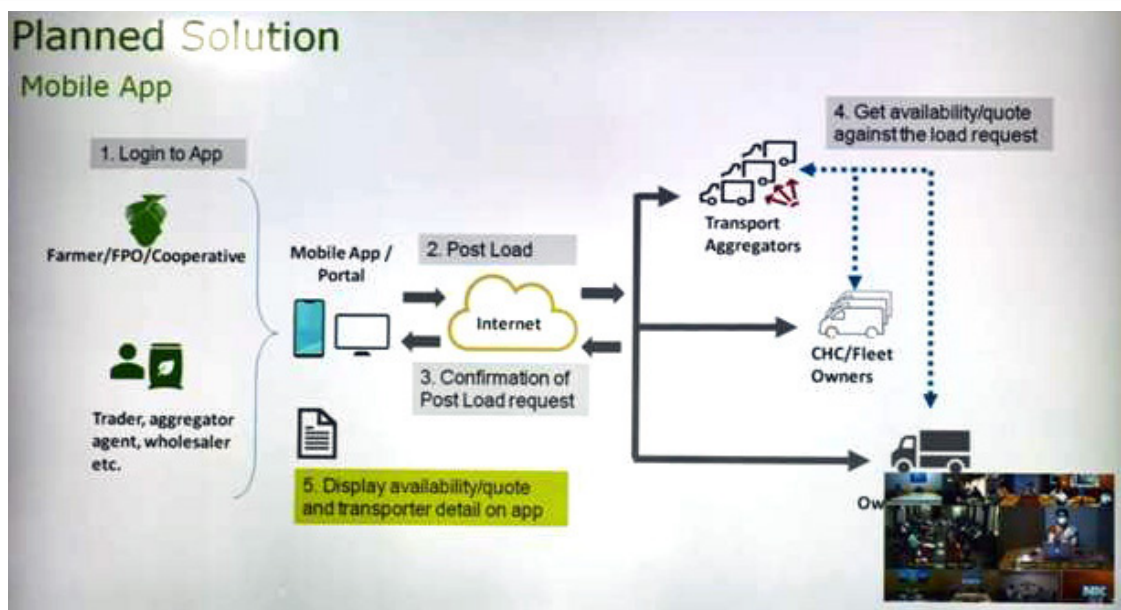 Planned Solution
Mobile App
1. Login to App
Farmer/FPO/Cooperative
Trader, aggregator
agent, wholesaler
etc.
Mobile App /
Portal
2. Post Load
Internet
3. Confirmation of
Post Load request
5. Display availability/quote
and transporter detail on app
4. Get availability/quote
against the load request
Transport
Aggregators
CHC/Fleet
Owners
NIC